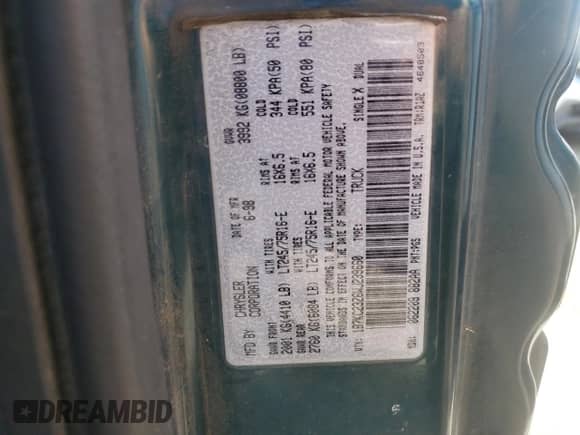 MFD BY CHRYSLER CORPORATION DATE OF MFR 6-98 GVWR 3992 KG(08800 LB)
GAWR FRONT WITH TIRES RIMS AT COLD
2001 KG(4410 LB) LT245/75R16-E 16X6.5 344 KPA(50 PSI)
GAWR REAR WITH TIRES RIMS AT COLD
2760 KG(6084 LB) LT245/75R16-E 16X6.5 551 KPA(80 PSI)
THIS VEHICLE CONFORMS TO ALL APPLICABLE FEDERAL MOTOR VEHICLE SAFETY
STANDARDS IN EFFECT ON THE DATE OF MANUFACTURE SHOWN ABOVE.
TYPE: TRUCK SINGLE X DUAL
MDH: PNT:PG5 VEHICLE MADE IN U.S.A. 4648503
DREAMBID